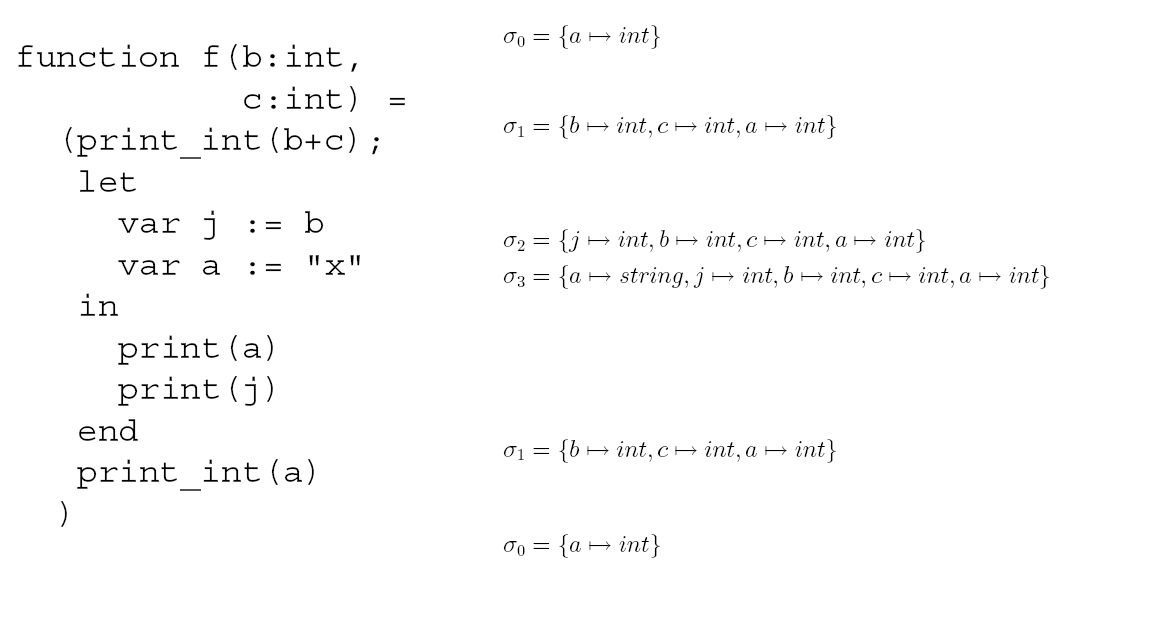 function f(b:int,
c:int) =
(print_int(b+c);
let
var j := b
var a := "x"
in
print(a)
print(j)
end
print_int(a)
)
σ₀ = {a ↦ int}
σ₁ = {b ↦ int, c ↦ int, a ↦ int}
σ₂ = {j ↦ int, b ↦ int, c ↦ int, a ↦ int}
σ₃ = {a ↦ string, j ↦ int, b ↦ int, c ↦ int, a ↦ int}
σ₁ = {b ↦ int, c ↦ int, a ↦ int}
σ₀ = {a ↦ int}